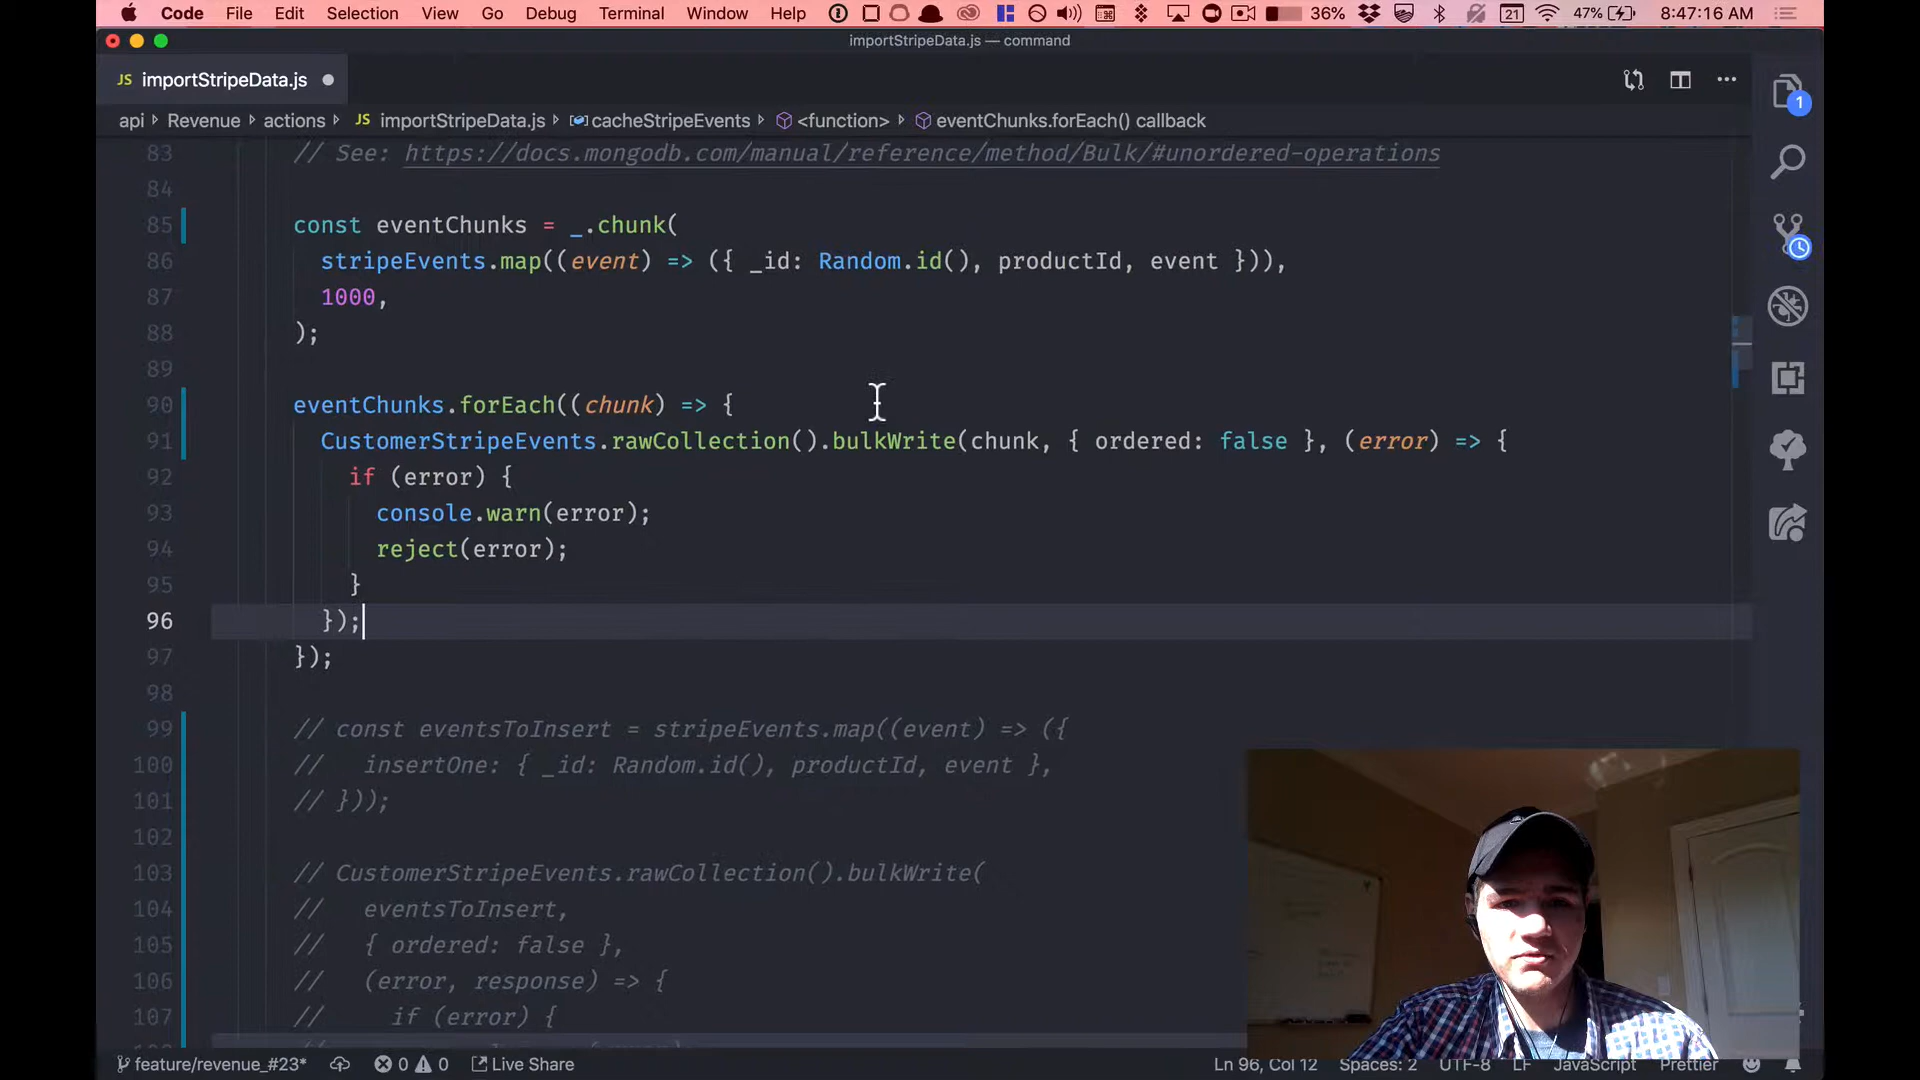 Code File Edit Selection View Go Debug Terminal Window Help 36% 21 47% 8:47:16 AM
importStripeData.js — command
JS importStripeData.js
api Revenue actions JS importStripeData.js cacheStripeEvents <function> eventChunks.forEach() callback
1
83 // See: https://docs.mongodb.com/manual/reference/method/Bulk/#unordered-operations
84
85 const eventChunks = _.chunk(
86 stripeEvents.map((event) => ({ _id: Random.id(), productId, event })),
87 1000,
88 );
89
90 eventChunks.forEach((chunk) => {
91 CustomerStripeEvents.rawCollection().bulkWrite(chunk, { ordered: false }, (error) => {
92 if (error) {
93 console.warn(error);
94 reject(error);
95 }
96 });
97 });
98
99 // const eventsToInsert = stripeEvents.map((event) => ({
100 // insertOne: { _id: Random.id(), productId, event },
101 // }));
102
103 // CustomerStripeEvents.rawCollection().bulkWrite(
104 // eventsToInsert,
105 // { ordered: false },
106 // (error, response) => {
107 // if (error) {
feature/revenue_#23* 0 0 Live Share Ln 96, Col 12 Spaces: 2 UTF-8 LF JavaScript Prettier